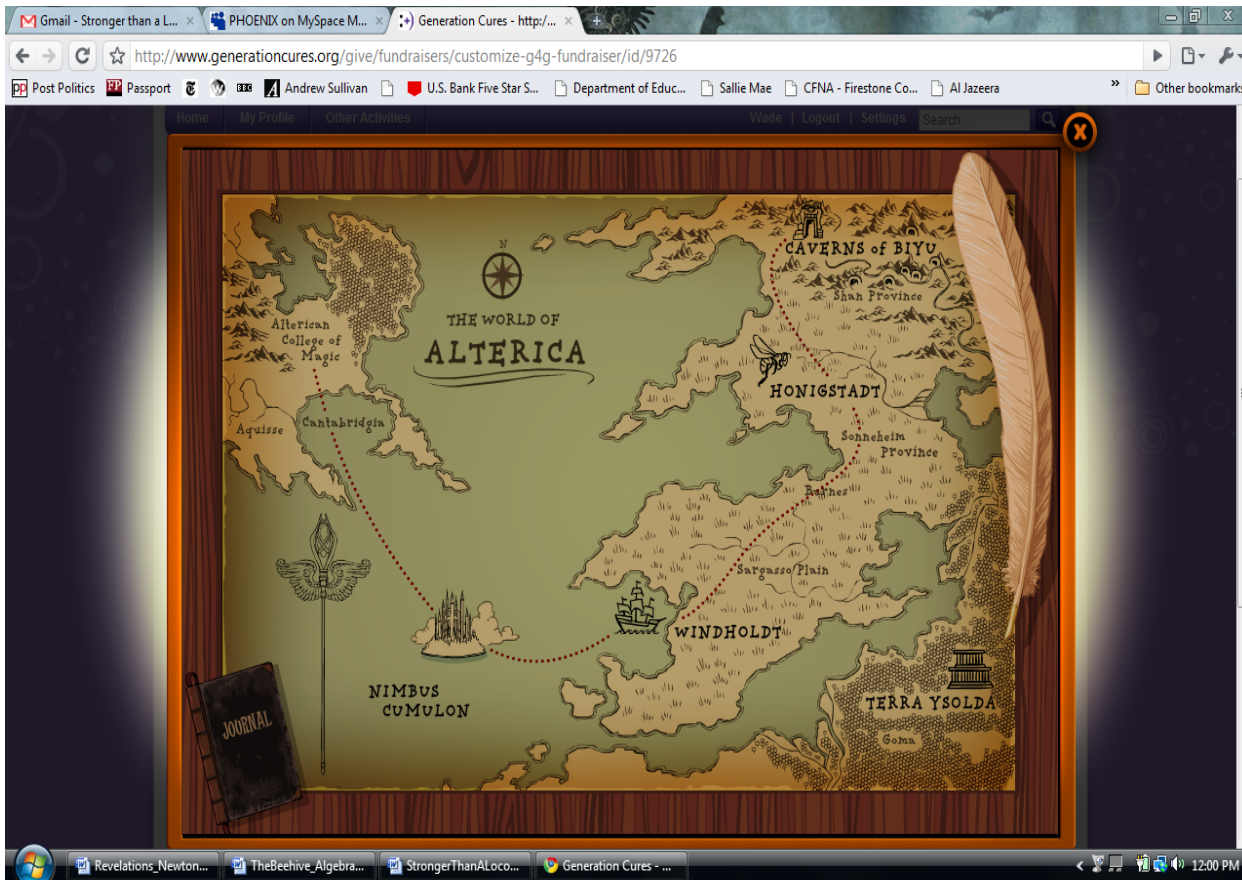 Gmail - Stronger than a L...
PHOENIX on MySpace M...
Generation Cures - http:/...
http://www.generationcures.org/give/fundraisers/customize-g4g-fundraiser/id/9726
Post Politics
Passport
BBC
Andrew Sullivan
U.S. Bank Five Star S...
Department of Educ...
Sallie Mae
CFNA - Firestone Co...
Al Jazeera
»
Other bookmarks
Home
My Profile
Other Activities
Wade | Logout | Settings
Search
X
N
THE WORLD OF
ALTERICA
CAVERNS of BIYU
Shan Province
Alterican
College of
Magic
HONIGSTADT
Aquisse
Cantabridgia
Sonneheim
Province
Sargasso Plain
WINDHOLDT
NIMBUS
CUMULON
TERRA YSOLDA
Goma
JOURNAL
Revelations_Newton...
TheBeehive_Algebra...
StrongerThanALoco...
Generation Cures - ...
12:00 PM